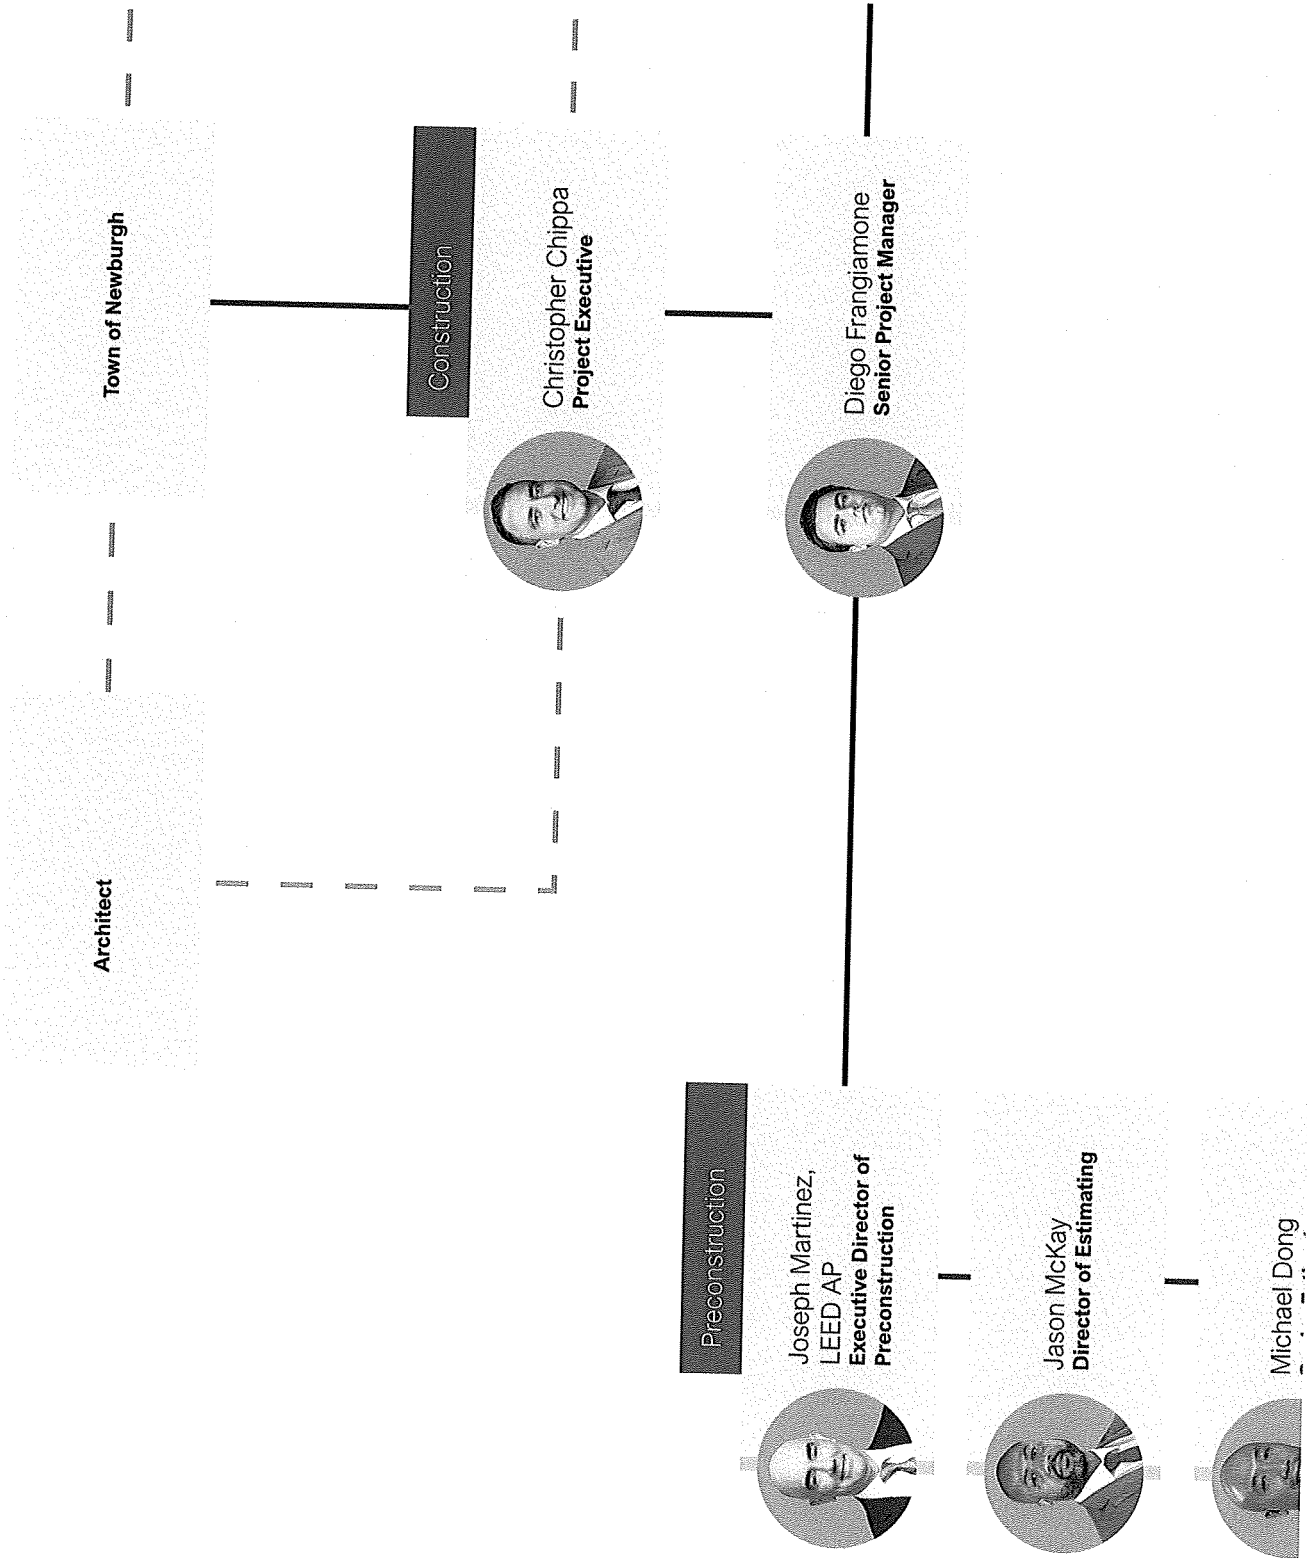 Architect
Town of Newburgh
Construction
Christopher Chippa
Project Executive
Diego Frangiamone
Senior Project Manager
Preconstruction
Joseph Martinez,
LEED AP
Executive Director of
Preconstruction
Jason McKay
Director of Estimating
Michael Dong